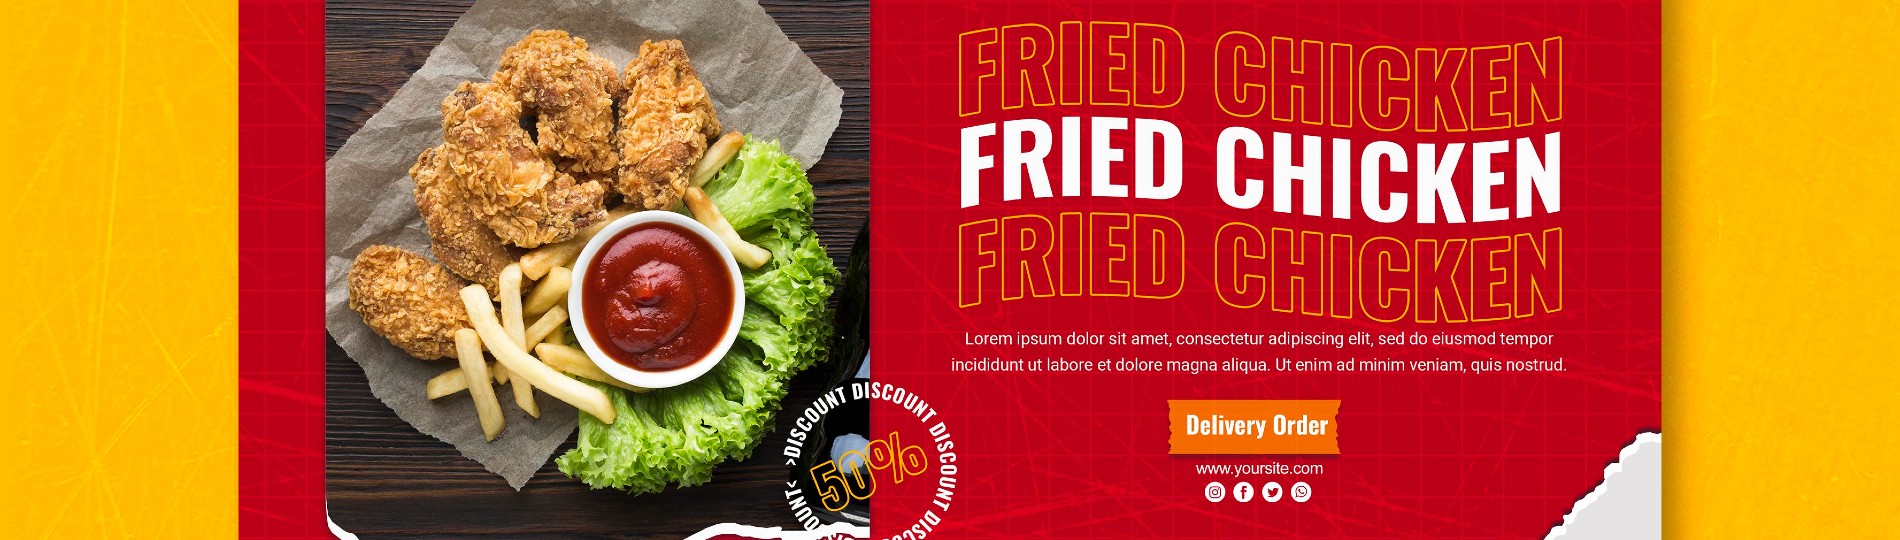 FRIED CHICKEN
FRIED CHICKEN
FRIED CHICKEN
Lorem ipsum dolor sit amet, consectetur adipiscing elit, sed do eiusmod tempor
incididunt ut labore et dolore magna aliqua. Ut enim ad minim veniam, quis nostrud.
Delivery Order
www.yoursite.com
>DISCOUNT DISCOUNT DISCOUNT
50%